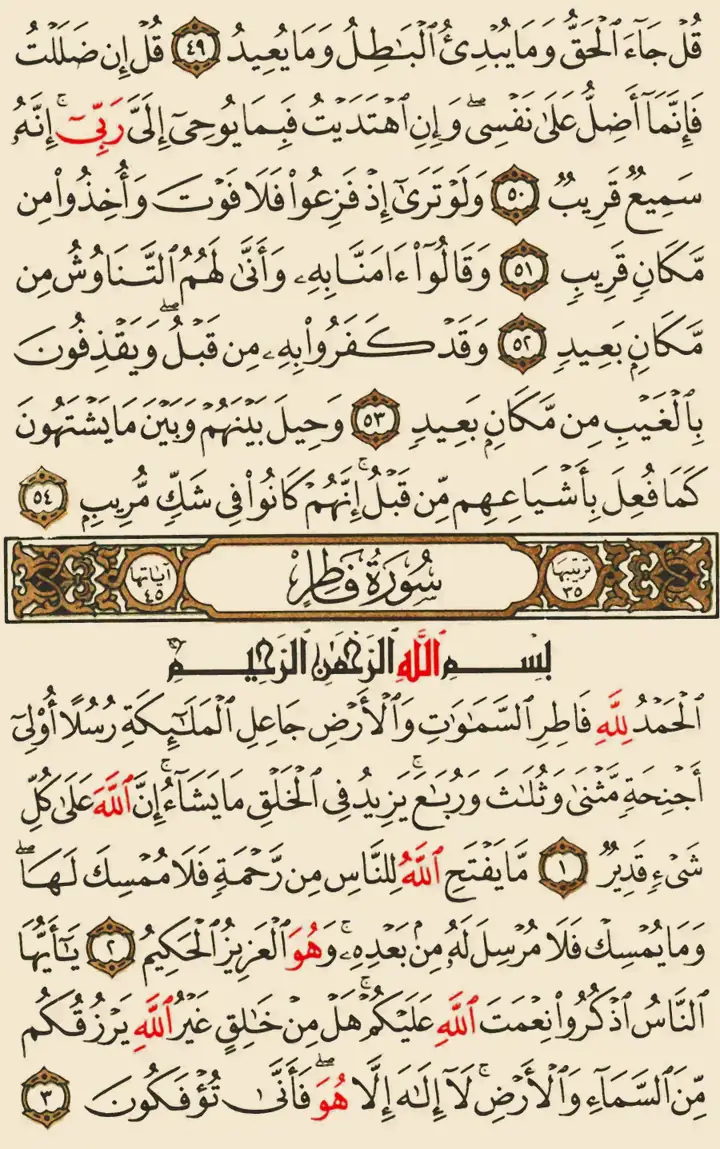 قُلْ جَآءَ ٱلْحَقُّ وَمَا يُبْدِئُ ٱلْبَٰطِلُ وَمَا يُعِيدُ ٤٩ قُلْ إِن ضَلَلْتُ
فَإِنَّمَآ أَضِلُّ عَلَىٰ نَفْسِى ۖ وَإِنِ ٱهْتَدَيْتُ فَبِمَا يُوحِىٓ إِلَىَّ رَبِّىٓ ۚ إِنَّهُۥ
سَمِيعٌ قَرِيبٌ ٥٠ وَلَوْ تَرَىٰٓ إِذْ فَزِعُوا۟ فَلَا فَوْتَ وَأُخِذُوا۟ مِن
مَّكَانٍ قَرِيبٍ ٥١ وَقَالُوٓا۟ ءَامَنَّا بِهِۦ وَأَنَّىٰ لَهُمُ ٱلتَّنَاوُشُ مِن
مَّكَانٍۭ بَعِيدٍ ٥٢ وَقَدْ كَفَرُوا۟ بِهِۦ مِن قَبْلُ ۖ وَيَقْذِفُونَ
بِٱلْغَيْبِ مِن مَّكَانٍۭ بَعِيدٍ ٥٣ وَحِيلَ بَيْنَهُمْ وَبَيْنَ مَا يَشْتَهُونَ
كَمَا فُعِلَ بِأَشْيَاعِهِم مِّن قَبْلُ ۚ إِنَّهُمْ كَانُوا۟ فِى شَكٍّ مُّرِيبٍۭ ٥٤
ترتيبها ٣٥ سُورَةُ فَاطِرٍ آياتها ٤٥
بِسْمِ ٱللَّهِ ٱلرَّحْمَٰنِ ٱلرَّحِيمِ
ٱلْحَمْدُ لِلَّهِ فَاطِرِ ٱلسَّمَٰوَٰتِ وَٱلْأَرْضِ جَاعِلِ ٱلْمَلَٰٓئِكَةِ رُسُلًا أُو۟لِىٓ
أَجْنِحَةٍ مَّثْنَىٰ وَثُلَٰثَ وَرُبَٰعَ ۚ يَزِيدُ فِى ٱلْخَلْقِ مَا يَشَآءُ ۚ إِنَّ ٱللَّهَ عَلَىٰ كُلِّ
شَىْءٍ قَدِيرٌ ١ مَّا يَفْتَحِ ٱللَّهُ لِلنَّاسِ مِن رَّحْمَةٍ فَلَا مُمْسِكَ لَهَا ۖ
وَمَا يُمْسِكْ فَلَا مُرْسِلَ لَهُۥ مِنۢ بَعْدِهِۦ ۚ وَهُوَ ٱلْعَزِيزُ ٱلْحَكِيمُ ٢ يَٰٓأَيُّهَا
ٱلنَّاسُ ٱذْكُرُوا۟ نِعْمَتَ ٱللَّهِ عَلَيْكُمْ ۚ هَلْ مِنْ خَٰلِقٍ غَيْرُ ٱللَّهِ يَرْزُقُكُم
مِّنَ ٱلسَّمَآءِ وَٱلْأَرْضِ ۚ لَآ إِلَٰهَ إِلَّا هُوَ ۖ فَأَنَّىٰ تُؤْفَكُونَ ٣